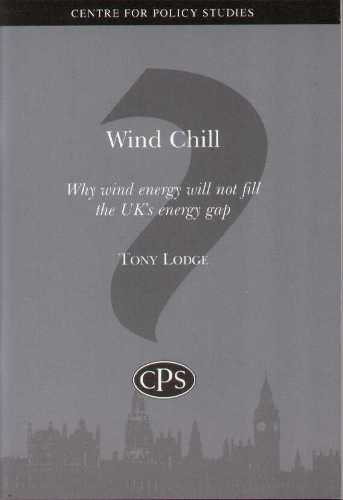 CENTRE FOR POLICY STUDIES
?
Wind Chill
Why wind energy will not fill
the UK's energy gap
TONY LODGE
CPS